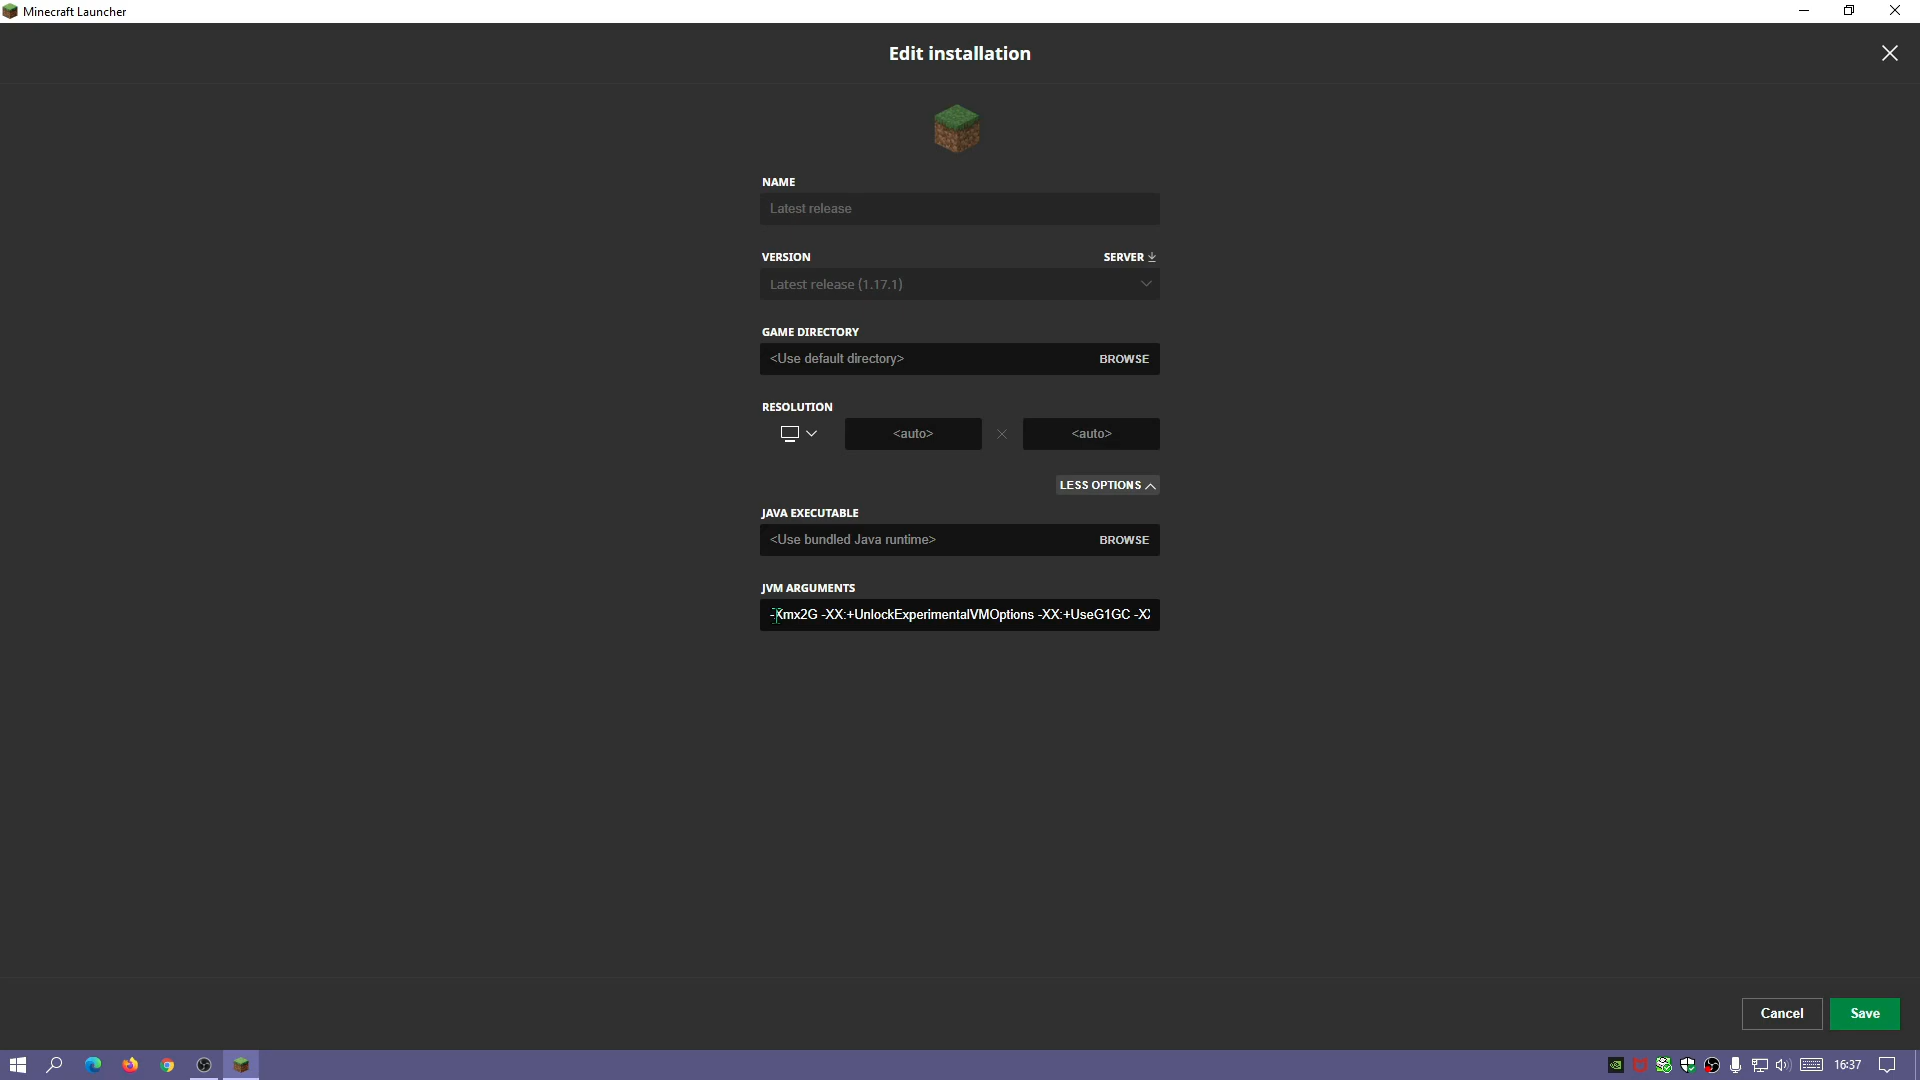 Minecraft Launcher
Edit installation
NAME
Latest release
VERSION
SERVER
Latest release (1.17.1)
GAME DIRECTORY
<Use default directory>
BROWSE
RESOLUTION
<auto>
<auto>
LESS OPTIONS
JAVA EXECUTABLE
<Use bundled Java runtime>
BROWSE
JVM ARGUMENTS
-Xmx2G -XX:+UnlockExperimentalVMOptions -XX:+UseG1GC -XX
Cancel
Save
16:37